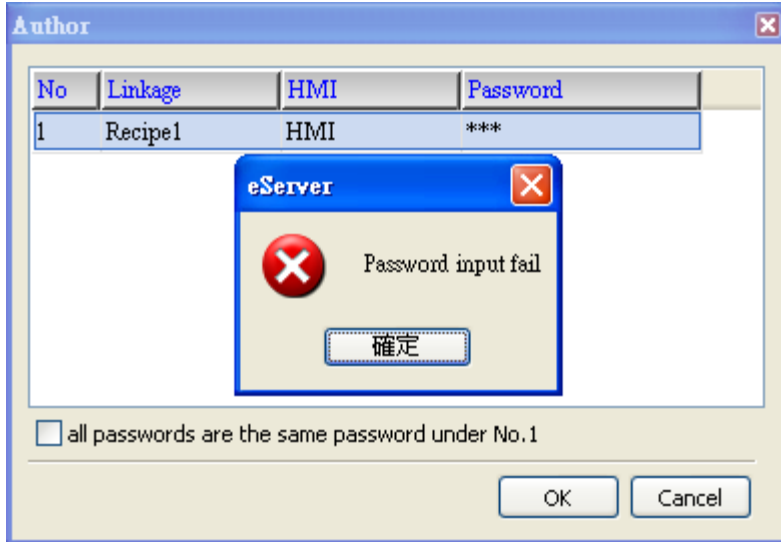 Author
No Linkage HMI Password
1 Recipe1 HMI ***
eServer
Password input fail
確定
all passwords are the same password under No.1
OK Cancel